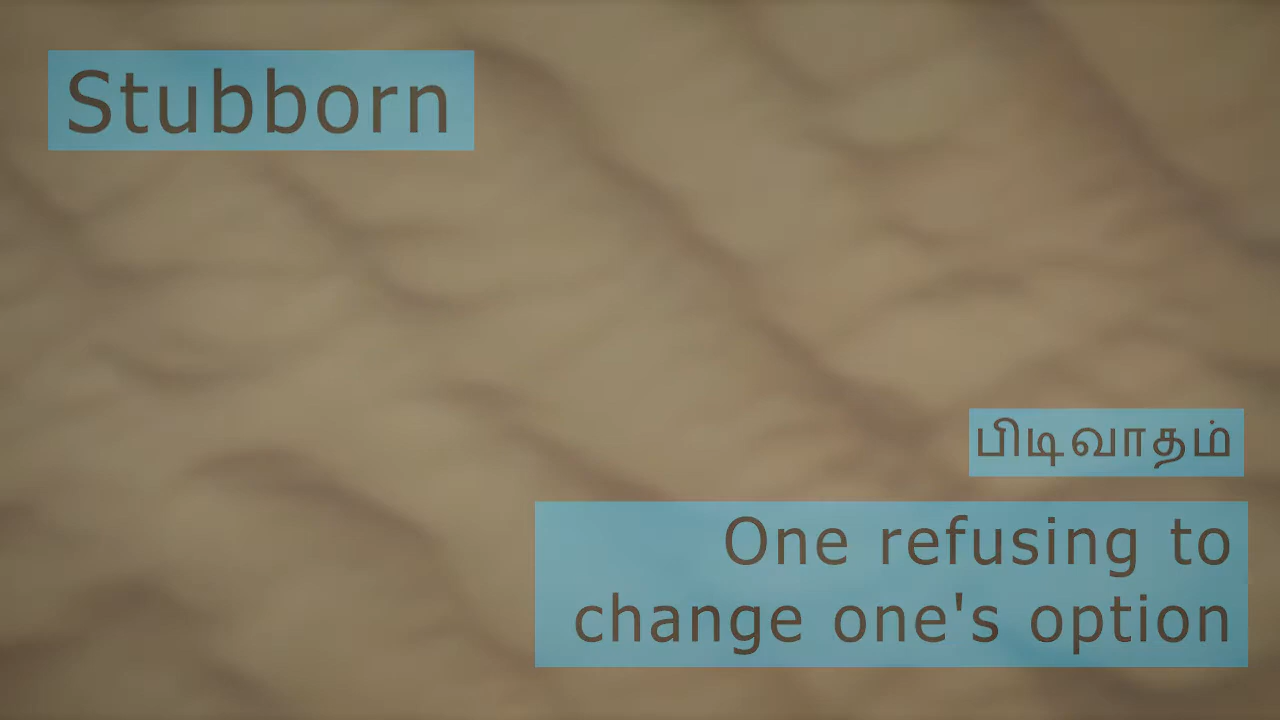 Stubborn
பிடிவாதம்
One refusing to
change one's option